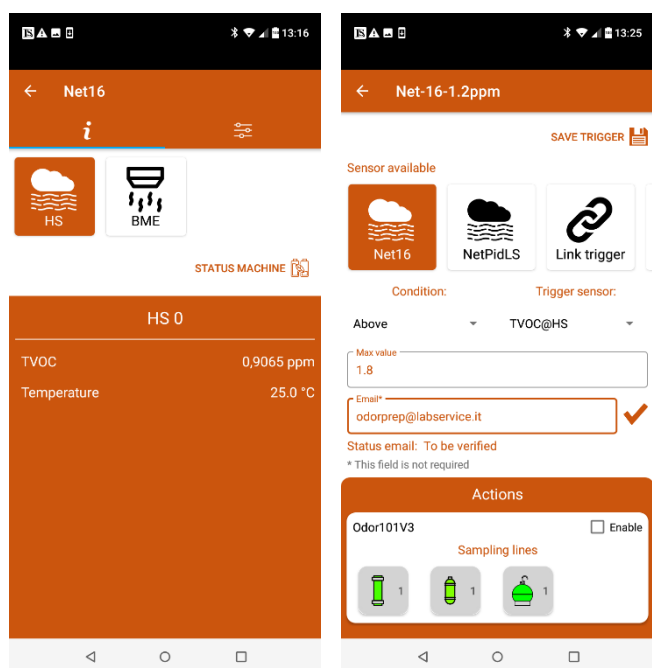 13:16
Net16
i
HS
BME
STATUS MACHINE
HS 0
TVOC 0,9065 ppm
Temperature 25.0 °C
13:25
Net-16-1.2ppm
SAVE TRIGGER
Sensor available
Net16
NetPidLS
Link trigger
Condition: Trigger sensor:
Above TVOC@HS
Max value
1.8
Email*
odorprep@labservice.it
Status email: To be verified
* This field is not required
Actions
Odor101V3 Enable
Sampling lines
1 1 1